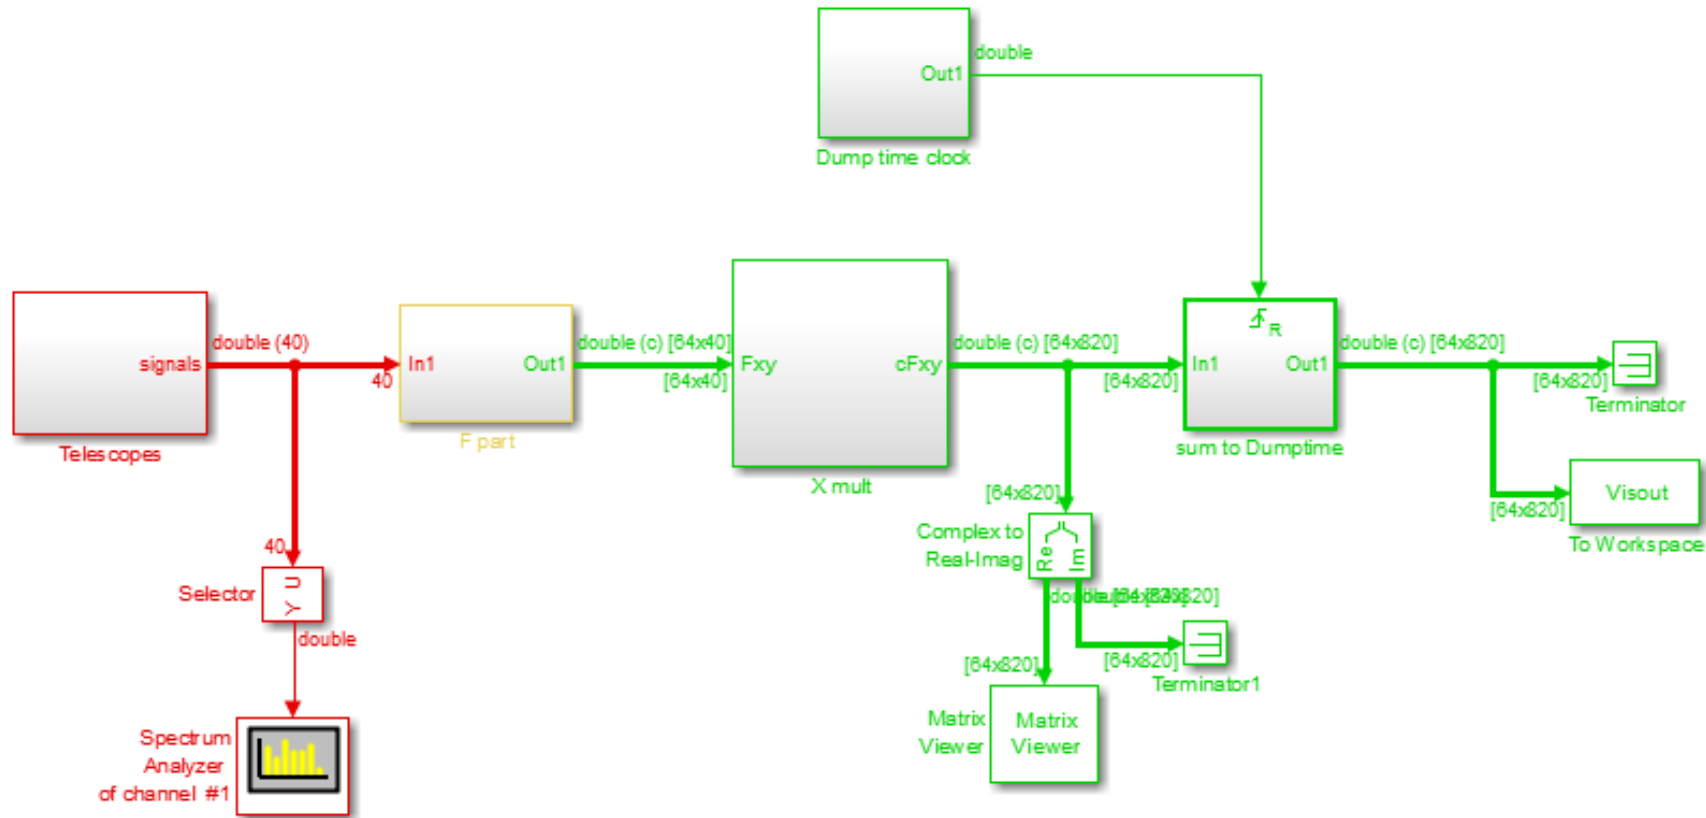 double
Out1
Dump time clock
double (40)
signals
40
In1
Out1
Telescopes
F part
double (c) [64x40]
[64x40]
Fxy
cFxy
X mult
double (c) [64x820]
[64x820]
R
In1
Out1
sum to Dumptime
double (c) [64x820]
[64x820]
Terminator
[64x820]
Visout
To Workspace
40
Selector
Y U
double
Spectrum
Analyzer
of channel #1
[64x820]
Complex to
Real-Imag
Re
Im
[64x820]
[64x820]
Terminator1
Matrix
Viewer
Matrix
Viewer